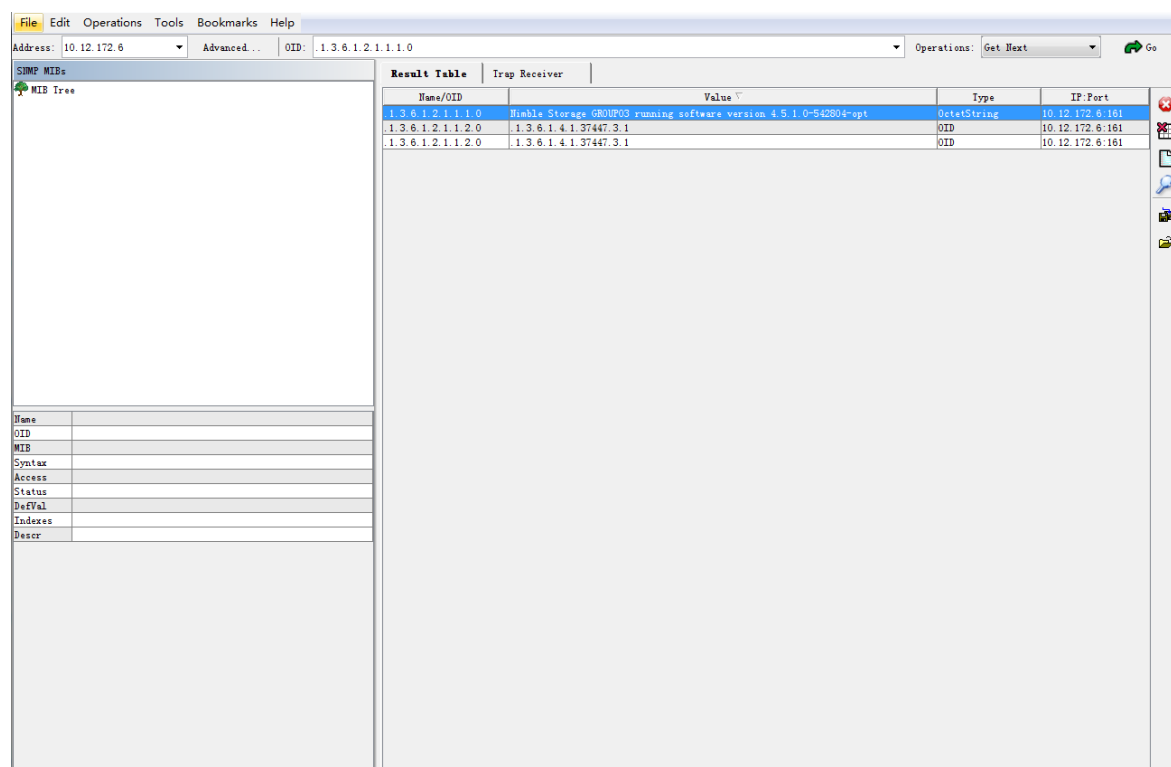 File Edit Operations Tools Bookmarks Help
Address: 10.12.172.6 Advanced... OID: .1.3.6.1.2.1.1.1.0 Operations: Get Next Go
SNMP MIBs
MIB Tree
Result Table Trap Receiver
Name/OID Value Type IP:Port
.1.3.6.1.2.1.1.1.0 Nimble Storage GROUP03 running software version 4.5.1.0-542804-opt OctetString 10.12.172.6:161
.1.3.6.1.2.1.1.2.0 .1.3.6.1.4.1.37447.3.1 OID 10.12.172.6:161
.1.3.6.1.2.1.1.2.0 .1.3.6.1.4.1.37447.3.1 OID 10.12.172.6:161
Name
OID
MIB
Syntax
Access
Status
DefVal
Indexes
Descr